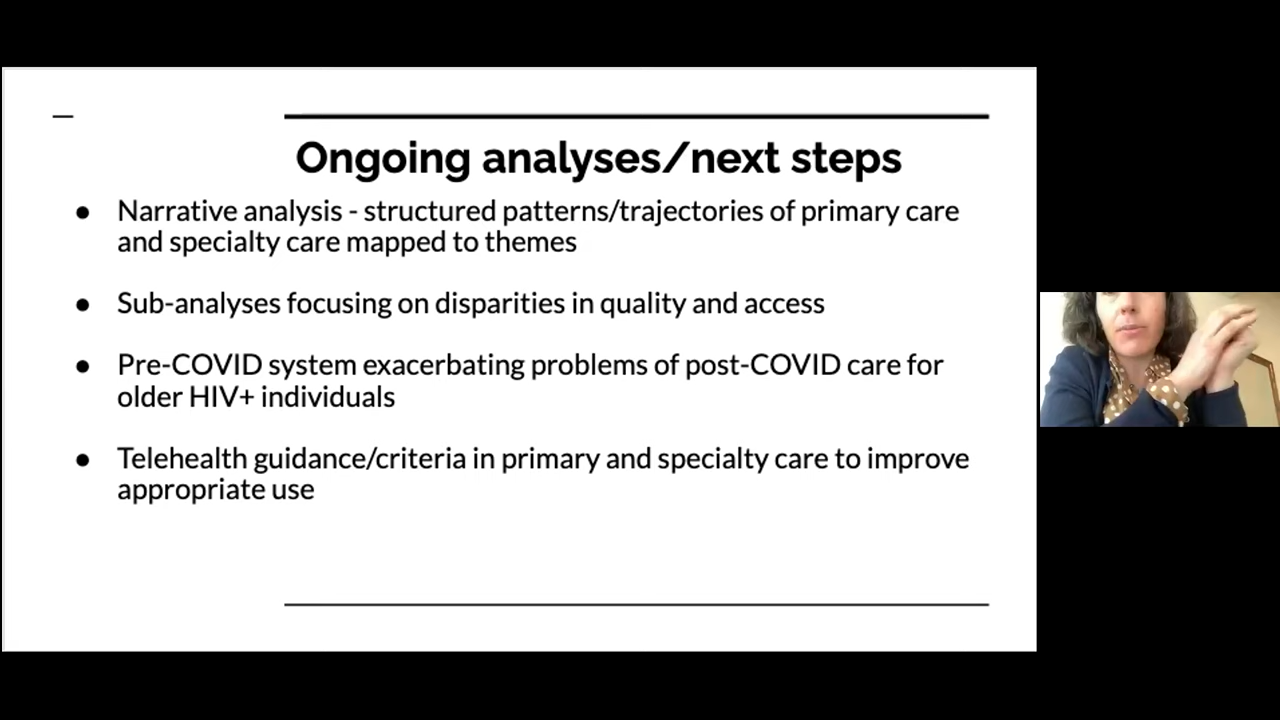 Ongoing analyses/next steps
● Narrative analysis - structured patterns/trajectories of primary care
and specialty care mapped to themes
● Sub-analyses focusing on disparities in quality and access
● Pre-COVID system exacerbating problems of post-COVID care for
older HIV+ individuals
● Telehealth guidance/criteria in primary and specialty care to improve
appropriate use